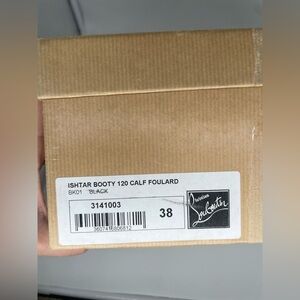 ISHTAR BOOTY 120 CALF FOULARD
BK01 BLACK
3141003
38
Christian
Louboutin